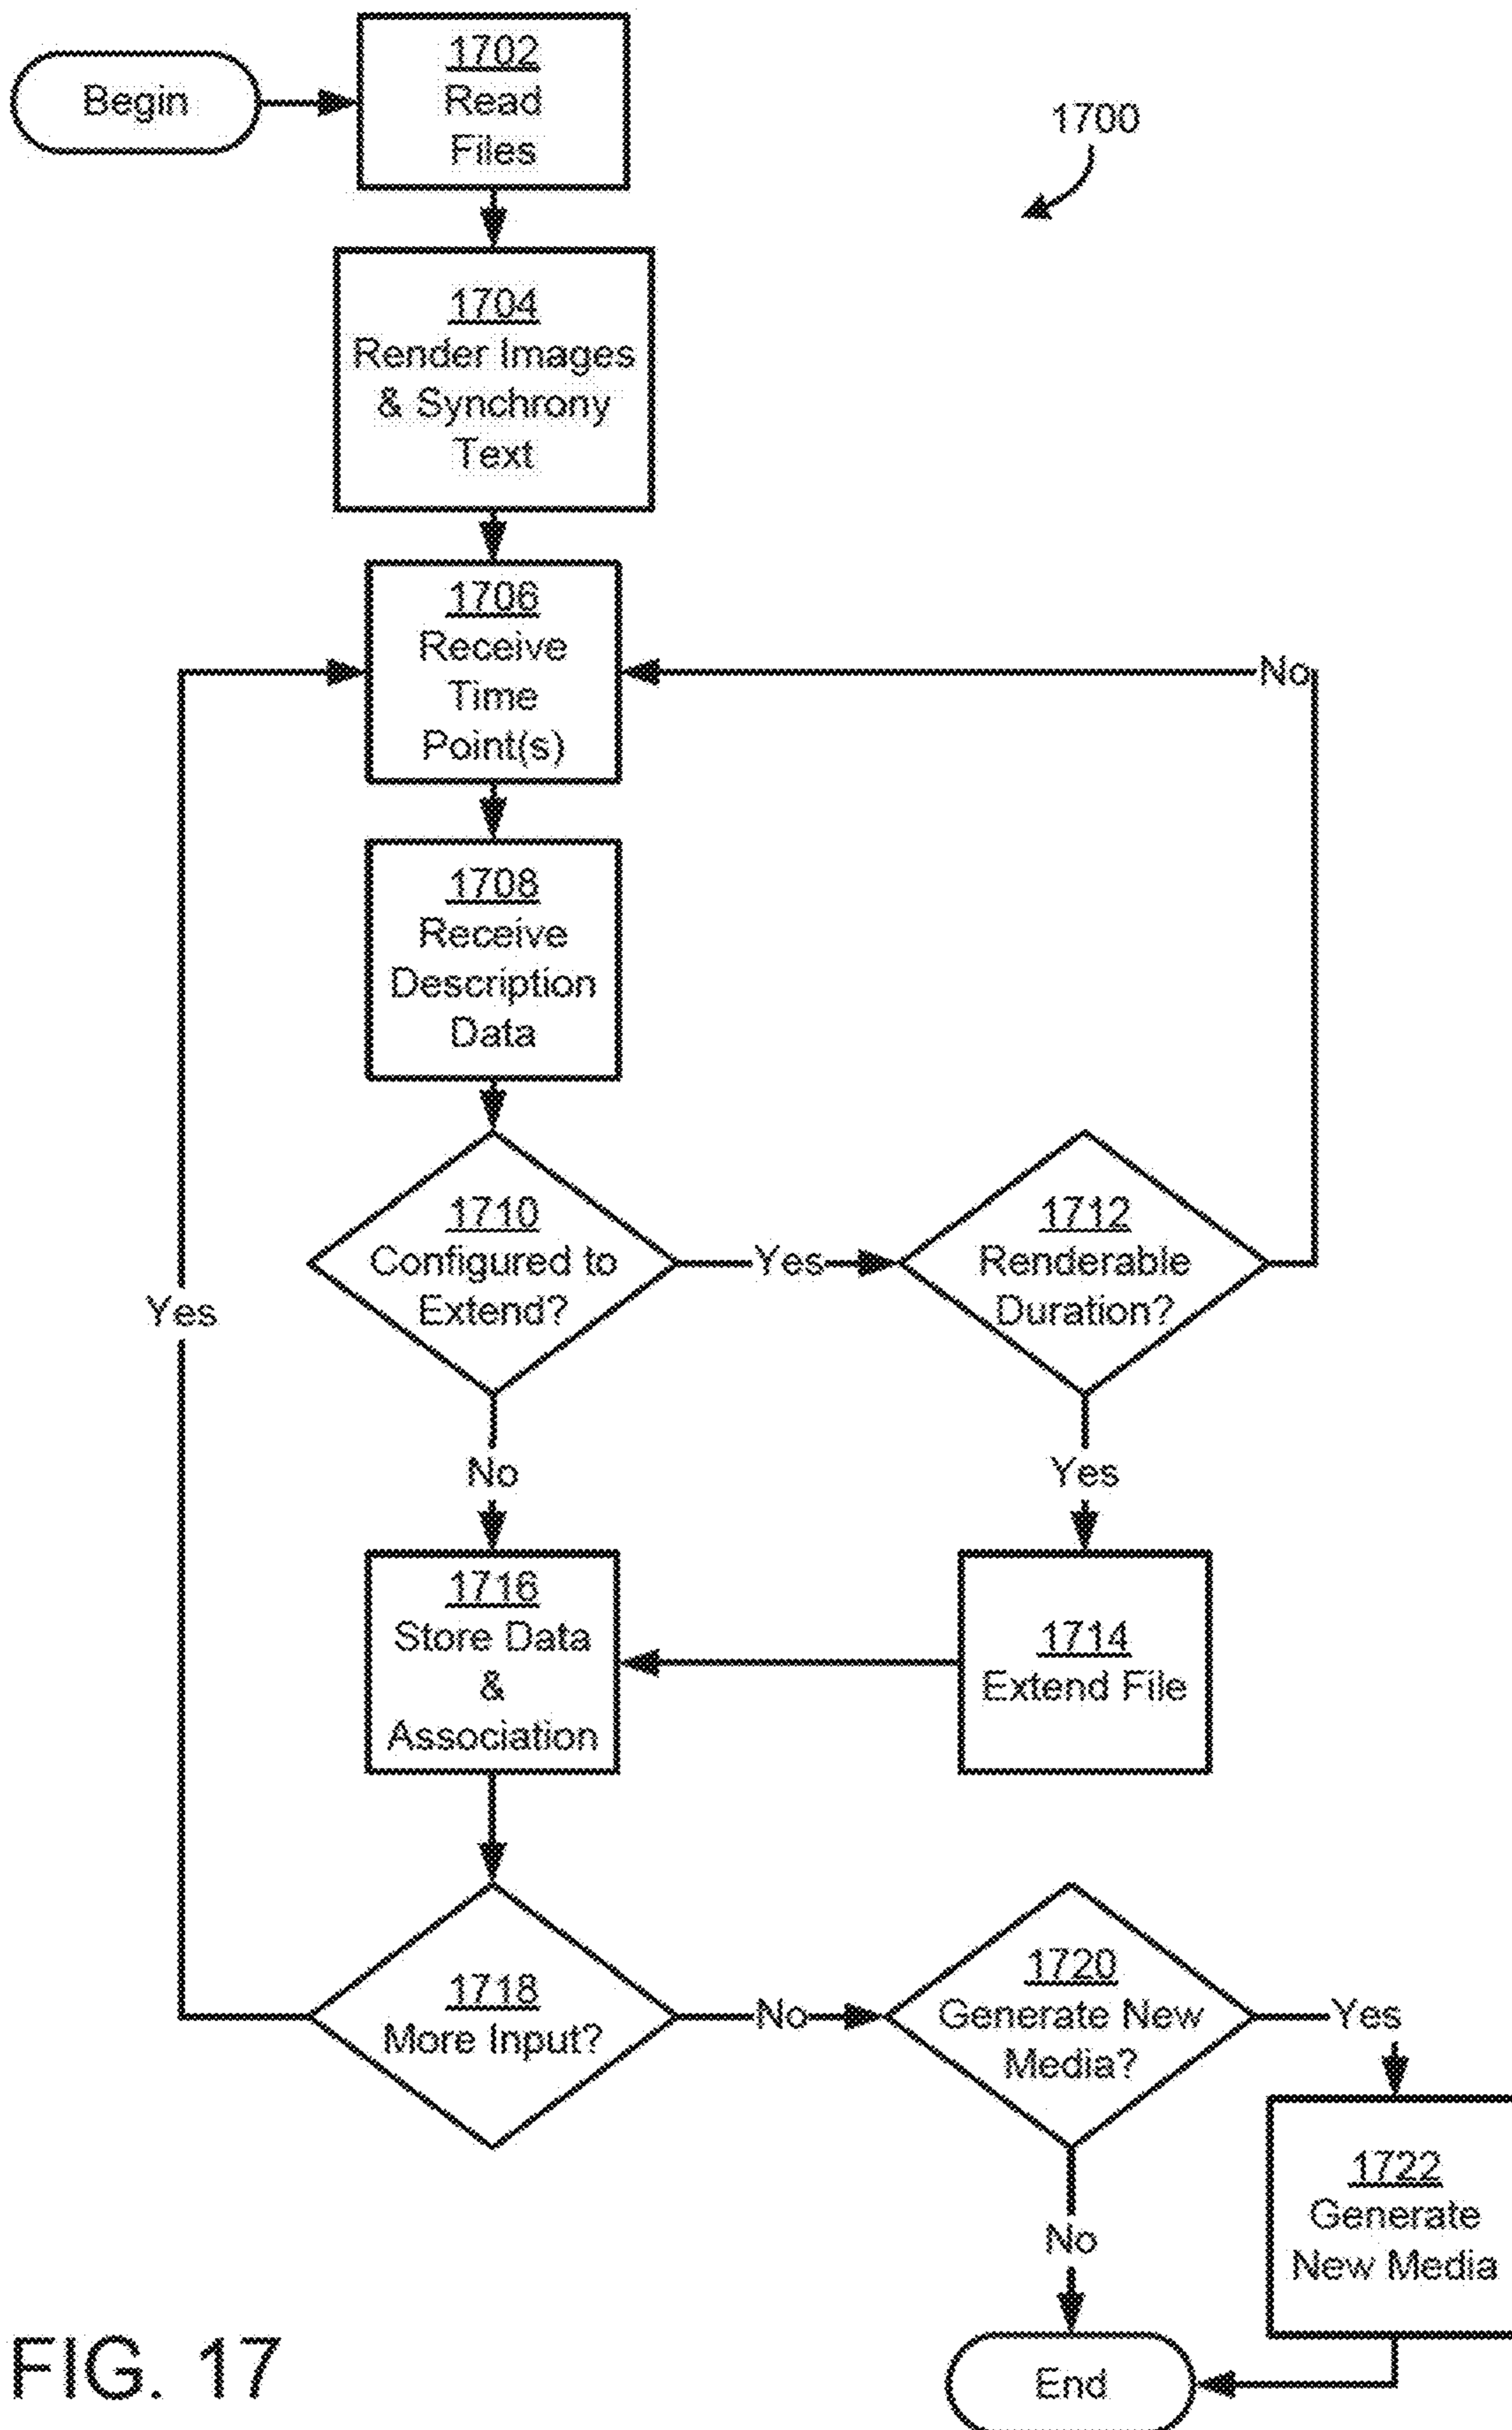 Begin
1702
Read
Files
1700
1704
Render Images
& Synchrony
Text
1706
Receive
Time
Point(s)
No
1708
Receive
Description
Data
1710
Configured to
Extend?
Yes
1712
Renderable
Duration?
Yes
No
Yes
1716
Store Data
&
Association
1714
Extend File
1718
More Input?
No
1720
Generate New
Media?
Yes
1722
Generate
New Media
No
End
FIG. 17